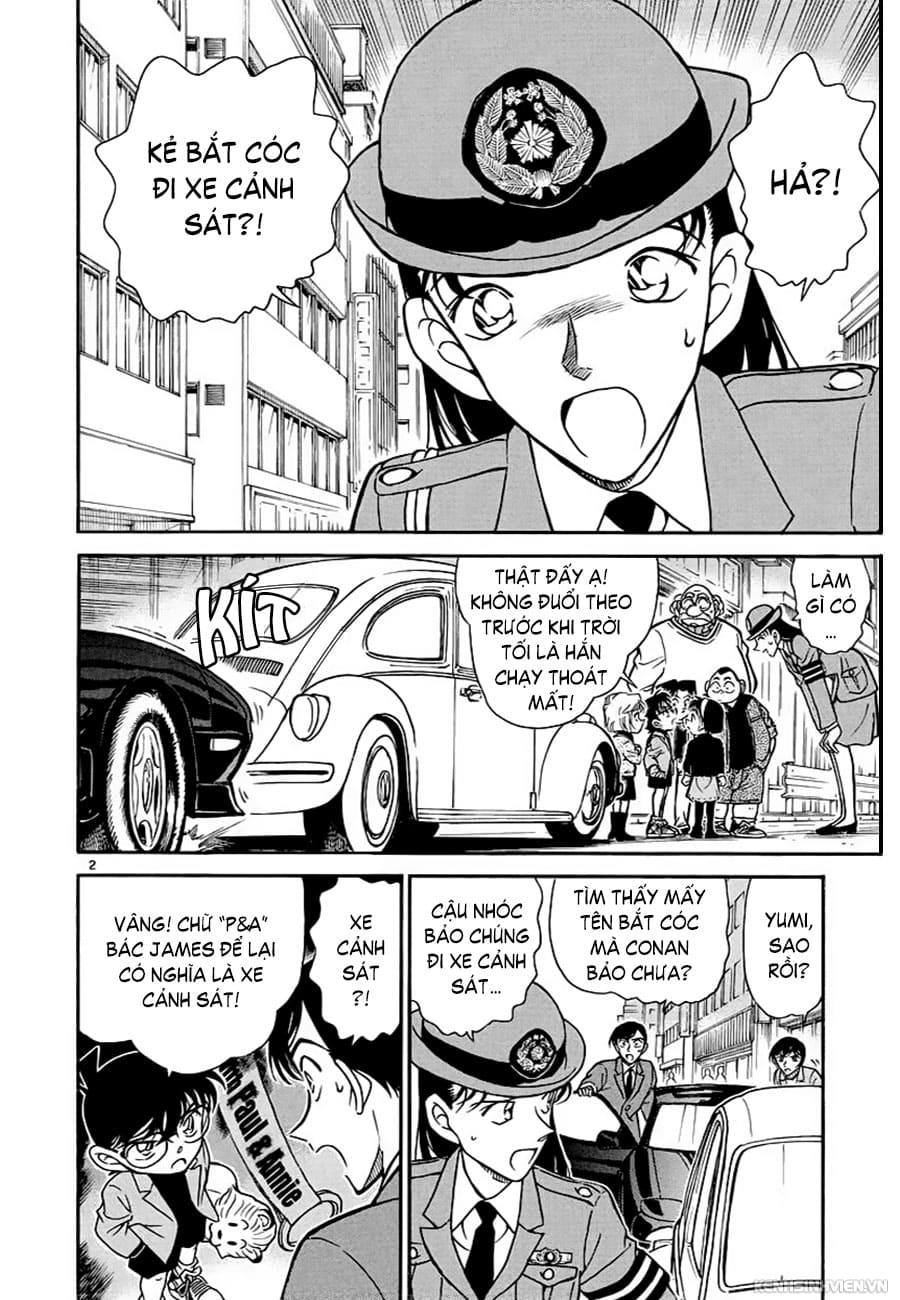 HẢ?!
KẺ BẮT CÓC
ĐI XE CẢNH
SÁT?!
LÀM
GÌ CÓ
...
THẬT ĐẤY Ạ!
KHÔNG ĐUỔI THEO
TRƯỚC KHI TRỜI
TỐI LÀ HẮN
CHẠY THOÁT
MẤT!
KÍT
2
YUMI,
SAO
RỒI?
TÌM THẤY MẤY
TÊN BẮT CÓC
MÀ CONAN
BẢO CHƯA?
CẬU NHÓC
BẢO CHÚNG
ĐI XE CẢNH
SÁT...
XE
CẢNH
SÁT
?!
VÂNG! CHỮ "P&A"
BÁC JAMES ĐỂ LẠI
CÓ NGHĨA LÀ XE
CẢNH SÁT!
m Paul & Annie
KENHSINHVIEN.VN